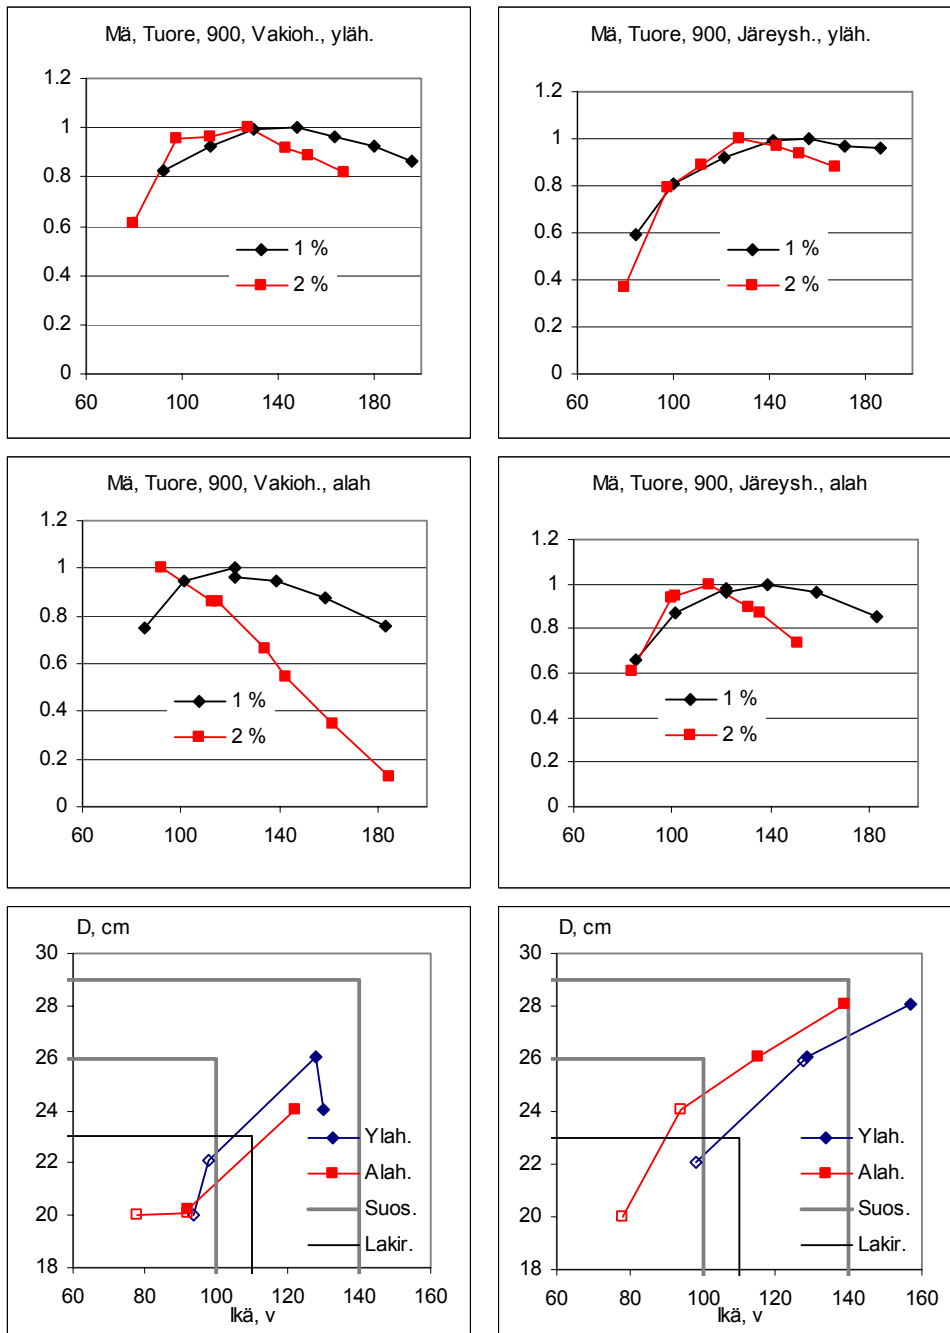 Mä, Tuore, 900, Vakioh., yläh.
1.2
1
0.8
0.6
0.4
0.2
0
60 100 140 180
1 %
2 %
Mä, Tuore, 900, Järeysh., yläh.
1.2
1
0.8
0.6
0.4
0.2
0
60 100 140 180
1 %
2 %
Mä, Tuore, 900, Vakioh., alah
1.2
1
0.8
0.6
0.4
0.2
0
60 100 140 180
1 %
2 %
Mä, Tuore, 900, Järeysh., alah
1.2
1
0.8
0.6
0.4
0.2
0
60 100 140 180
1 %
2 %
D, cm
30
28
26
24
22
20
18
60 80 100 120 140 160
Ikä, v
Ylah.
Alah.
Suos.
Lakir.
D, cm
30
28
26
24
22
20
18
60 80 100 120 140 160
Ikä, v
Ylah.
Alah.
Suos.
Lakir.